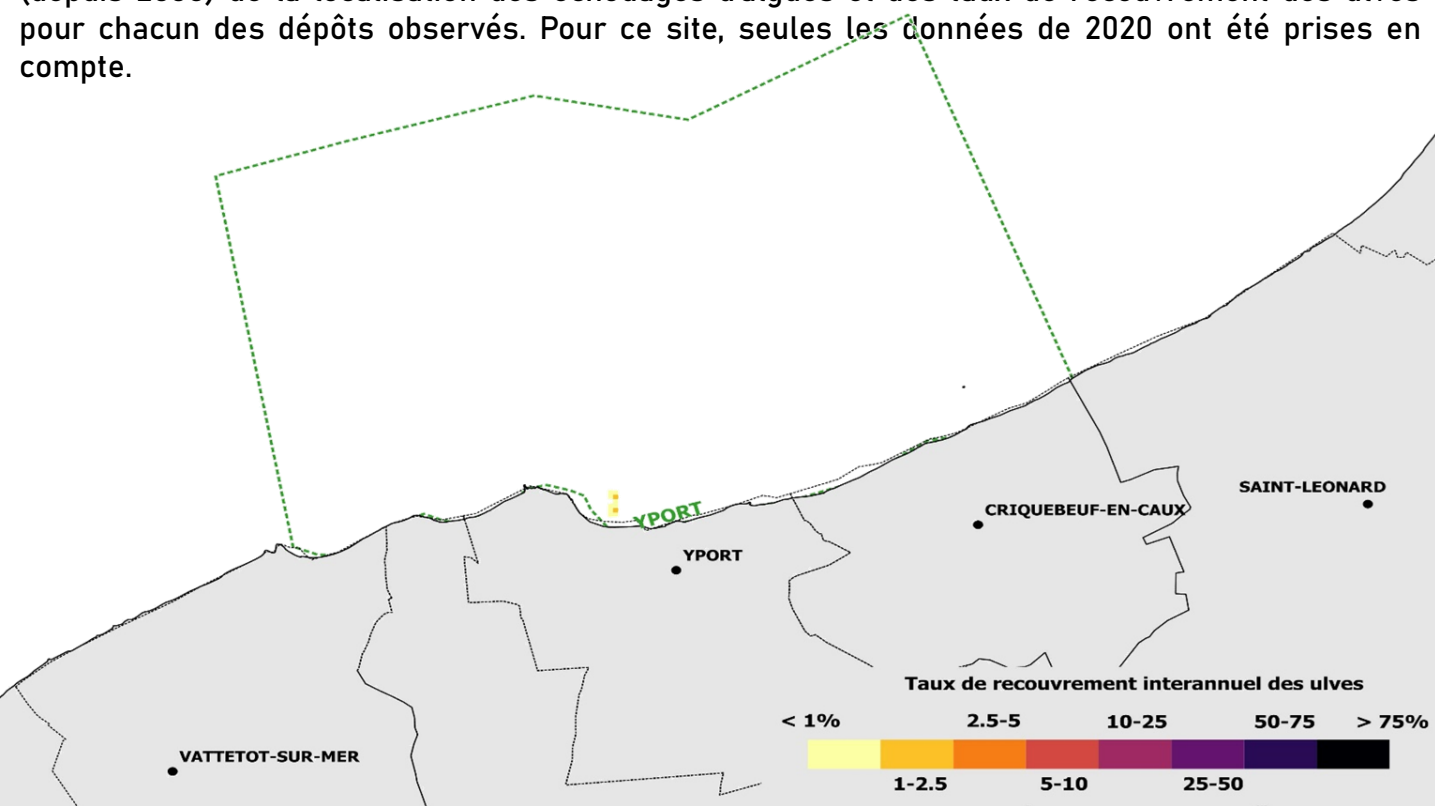 pour chacun des dépôts observés. Pour ce site, seules les données de 2020 ont été prises en
compte.
YPORT
SAINT-LEONARD
CRIQUEBEUF-EN-CAUX
YPORT
VATTETOT-SUR-MER
Taux de recouvrement interannuel des ulves
< 1% 2.5-5 10-25 50-75 > 75%
1-2.5 5-10 25-50